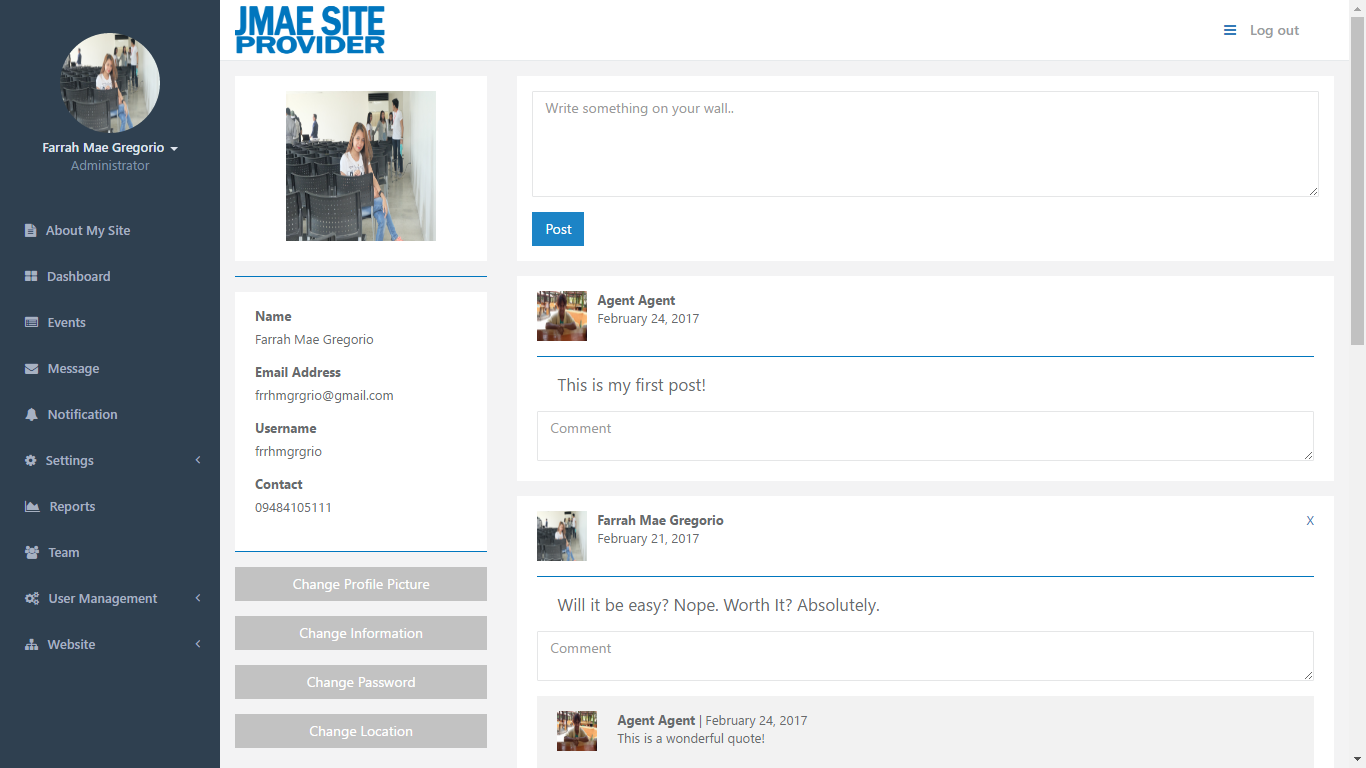 Farrah Mae Gregorio
Administrator
About My Site
Dashboard
Events
Message
Notification
Settings
Reports
Team
User Management
Website
JMAE SITE
PROVIDER
Log out
Name
Farrah Mae Gregorio
Email Address
frrhmgrgrio@gmail.com
Username
frrhmgrgrio
Contact
09484105111
Change Profile Picture
Change Information
Change Password
Change Location
Write something on your wall..
Post
Agent Agent
February 24, 2017
This is my first post!
Comment
Farrah Mae Gregorio
X
February 21, 2017
Will it be easy? Nope. Worth It? Absolutely.
Comment
Agent Agent | February 24, 2017
This is a wonderful quote!